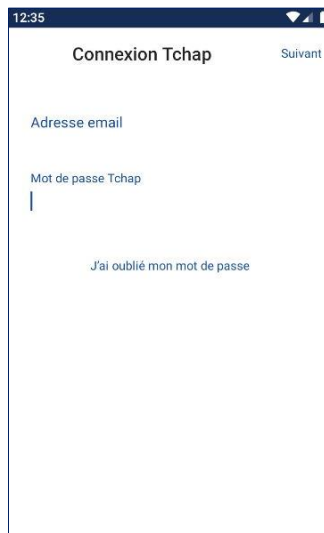 12:35
Connexion Tchap
Suivant
Adresse email
Mot de passe Tchap
J'ai oublié mon mot de passe